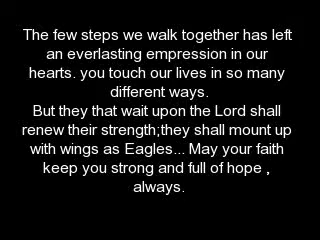 The few steps we walk together has left
an everlasting empression in our
hearts. you touch our lives in so many
different ways.
But they that wait upon the Lord shall
renew their strength;they shall mount up
with wings as Eagles... May your faith
keep you strong and full of hope ,
always.